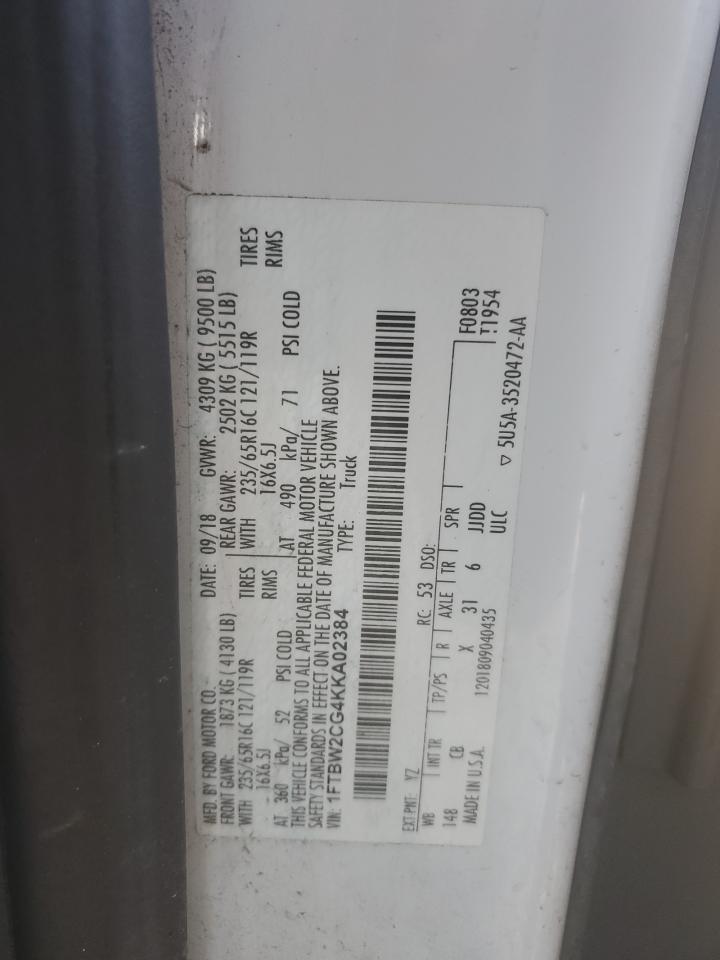 MFD. BY FORD MOTOR CO. DATE: 09/18 GVWR: 4309 KG ( 9500 LB)
FRONT GAWR: 1873 KG ( 4130 LB) REAR GAWR: 2502 KG ( 5515 LB)
WITH 235/65R16C 121/119R TIRES WITH 235/65R16C 121/119R TIRES
16X6.5J RIMS 16X6.5J RIMS
AT 360 kPa/ 52 PSI COLD AT 490 kPa/ 71 PSI COLD
THIS VEHICLE CONFORMS TO ALL APPLICABLE FEDERAL MOTOR VEHICLE
SAFETY STANDARDS IN EFFECT ON THE DATE OF MANUFACTURE SHOWN ABOVE.
VIN: 1FTBW2CG4KKA02384 TYPE: Truck
EXT PNT: YZ RC: 53 DSO:
WB INT TR TP/PS R AXLE TR SPR F0803
148 CB X 31 6 JJDD T1954
MADE IN U.S.A. 1201809040435 ULC
▽ 5U5A-3520472-AA